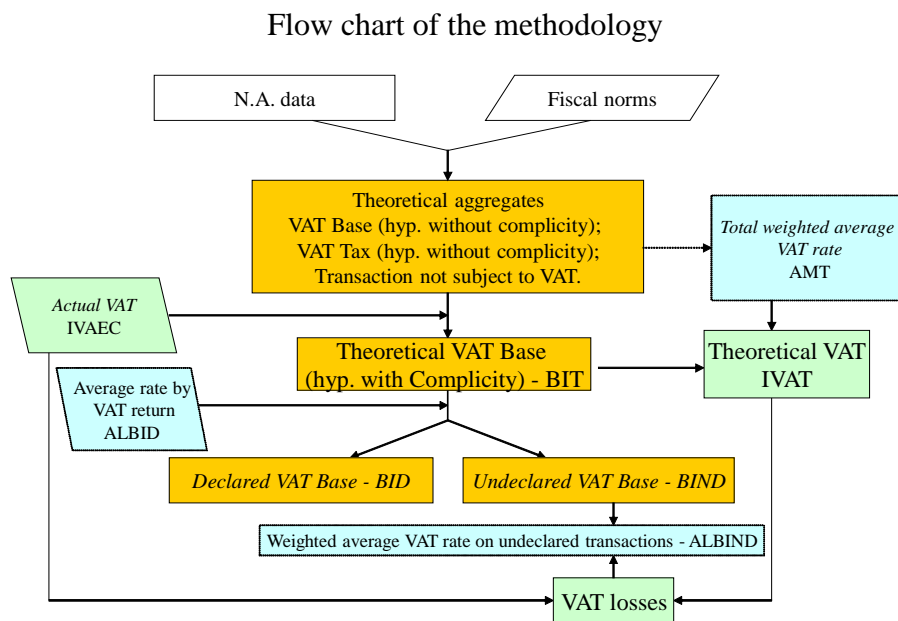 Flow chart of the methodology
N.A. data
Fiscal norms
Theoretical aggregates
VAT Base (hyp. without complicity);
VAT Tax (hyp. without complicity);
Transaction not subject to VAT.
Total weighted average
VAT rate
AMT
Actual VAT
IVAEC
Theoretical VAT Base
(hyp. with Complicity) - BIT
Theoretical VAT
IVAT
Average rate by
VAT return
ALBID
Declared VAT Base - BID
Undeclared VAT Base - BIND
Weighted average VAT rate on undeclared transactions - ALBIND
VAT losses